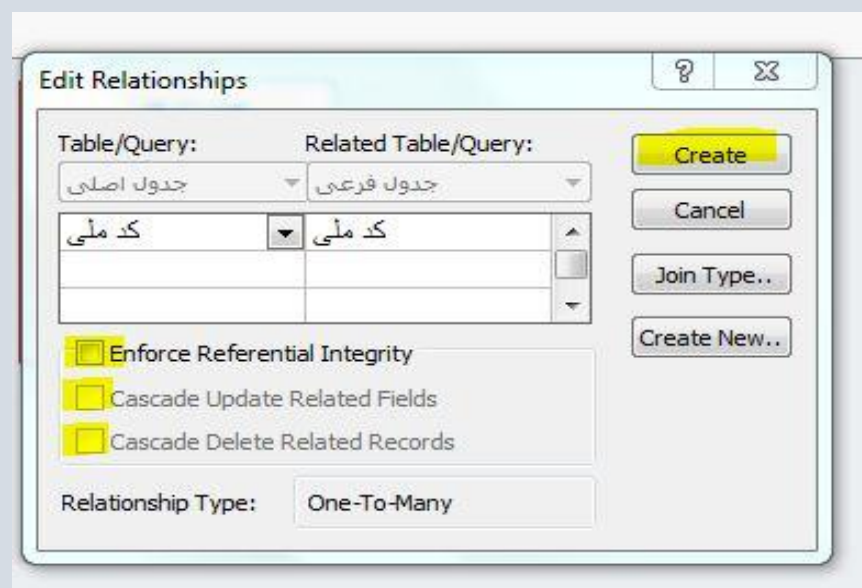 Edit Relationships
Table/Query: Related Table/Query:
جدول اصلی جدول فرعی
کد ملی کد ملی
Enforce Referential Integrity
Cascade Update Related Fields
Cascade Delete Related Records
Relationship Type: One-To-Many
Create
Cancel
Join Type..
Create New..